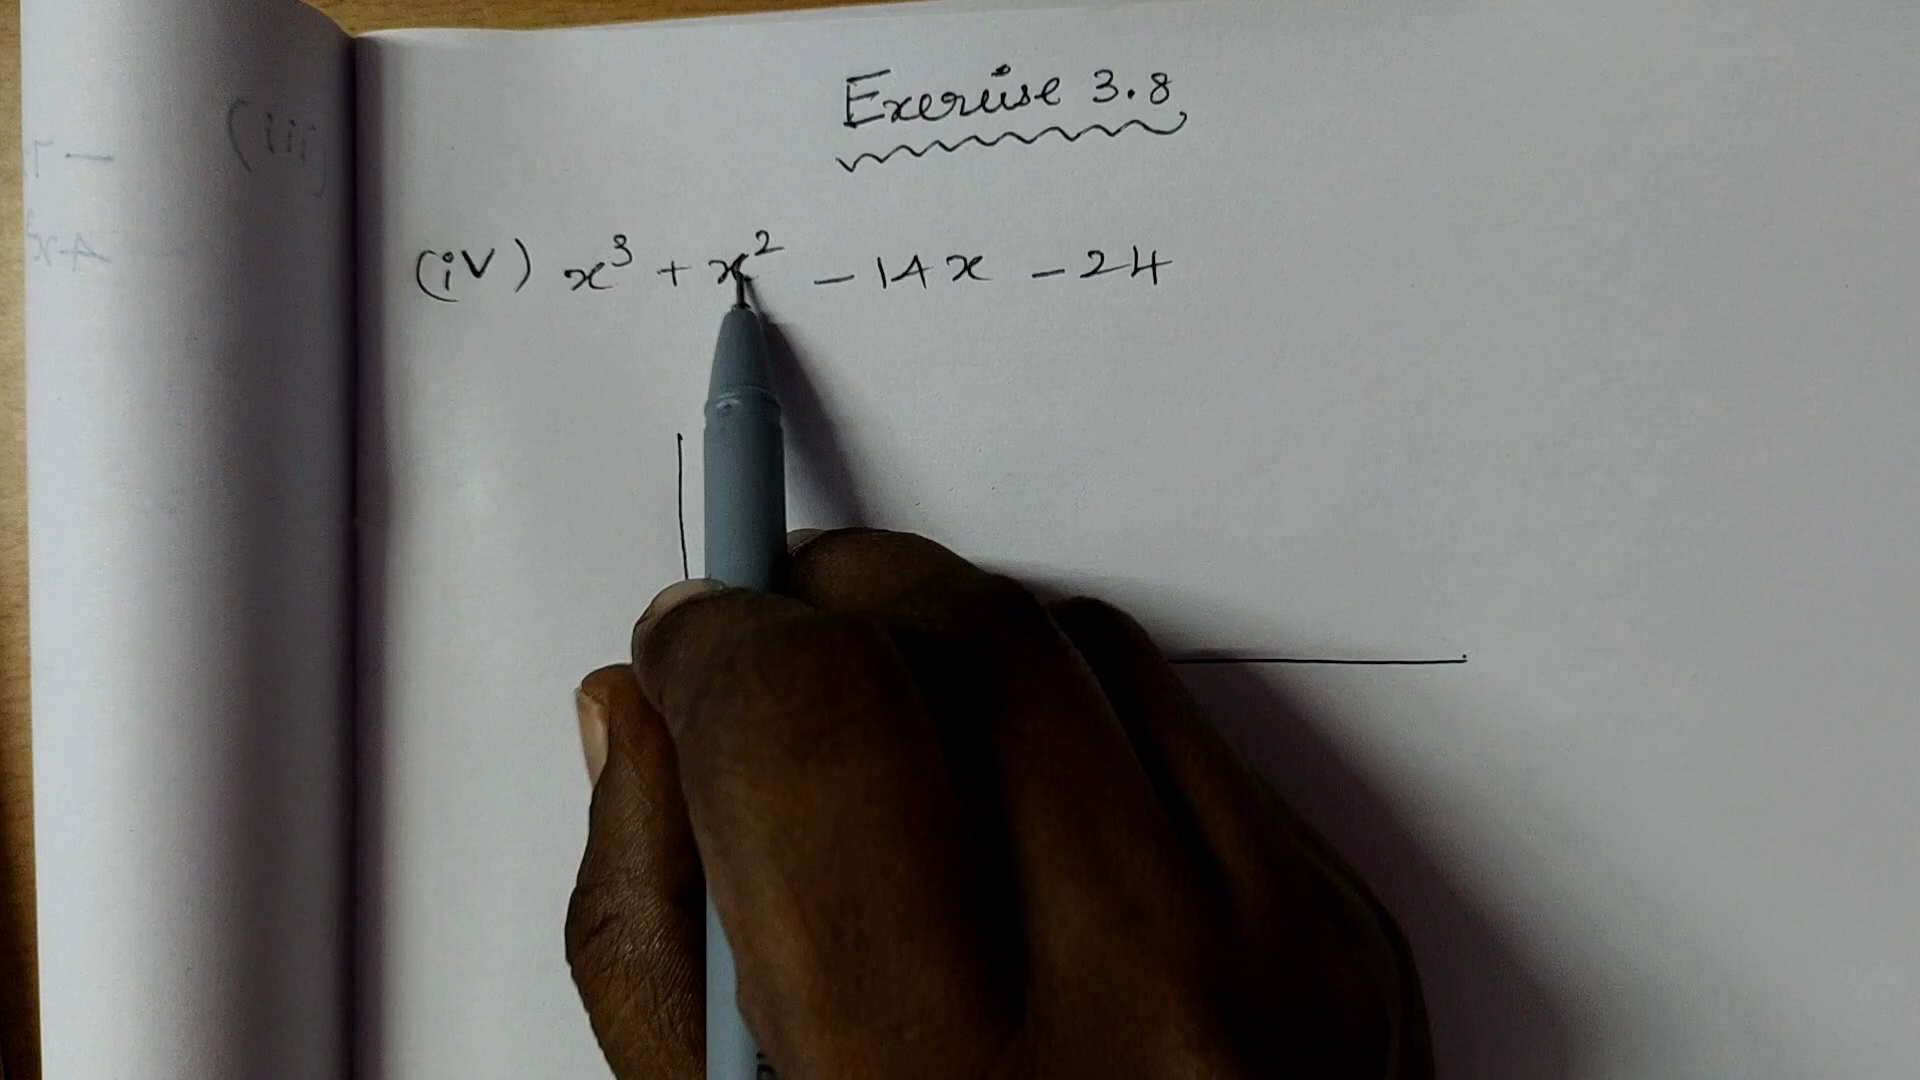 Exercise 3.8
(iv) x³ + x² - 14x - 24